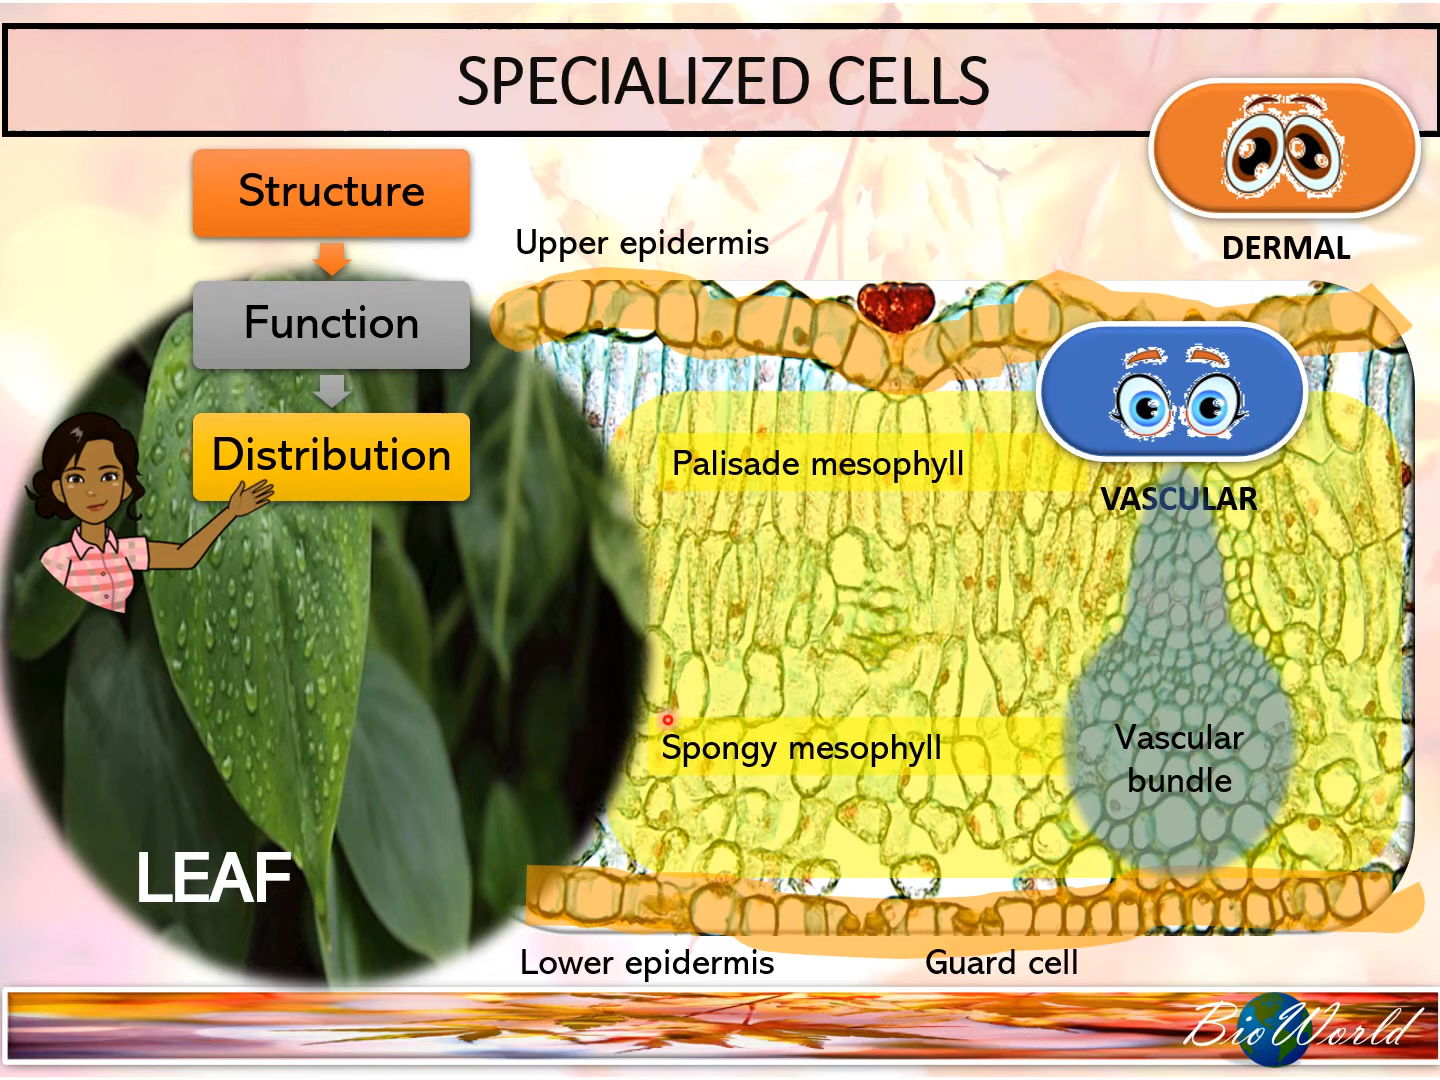 SPECIALIZED CELLS
Structure
Function
Distribution
DERMAL
Upper epidermis
Palisade mesophyll
VASCULAR
Spongy mesophyll
Vascular
bundle
LEAF
Lower epidermis
Guard cell
BioWorld